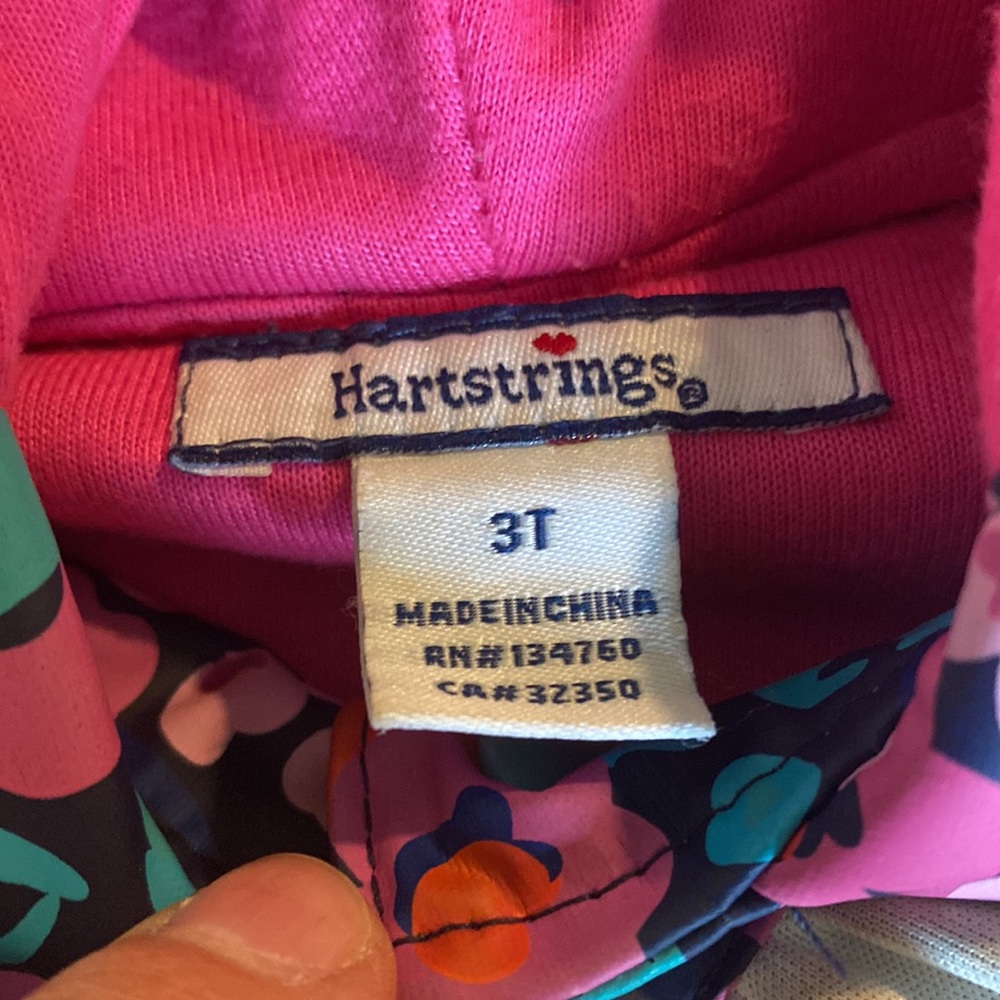 Hartstrings®
3T
MADE IN CHINA
RN#134760
CA#32350